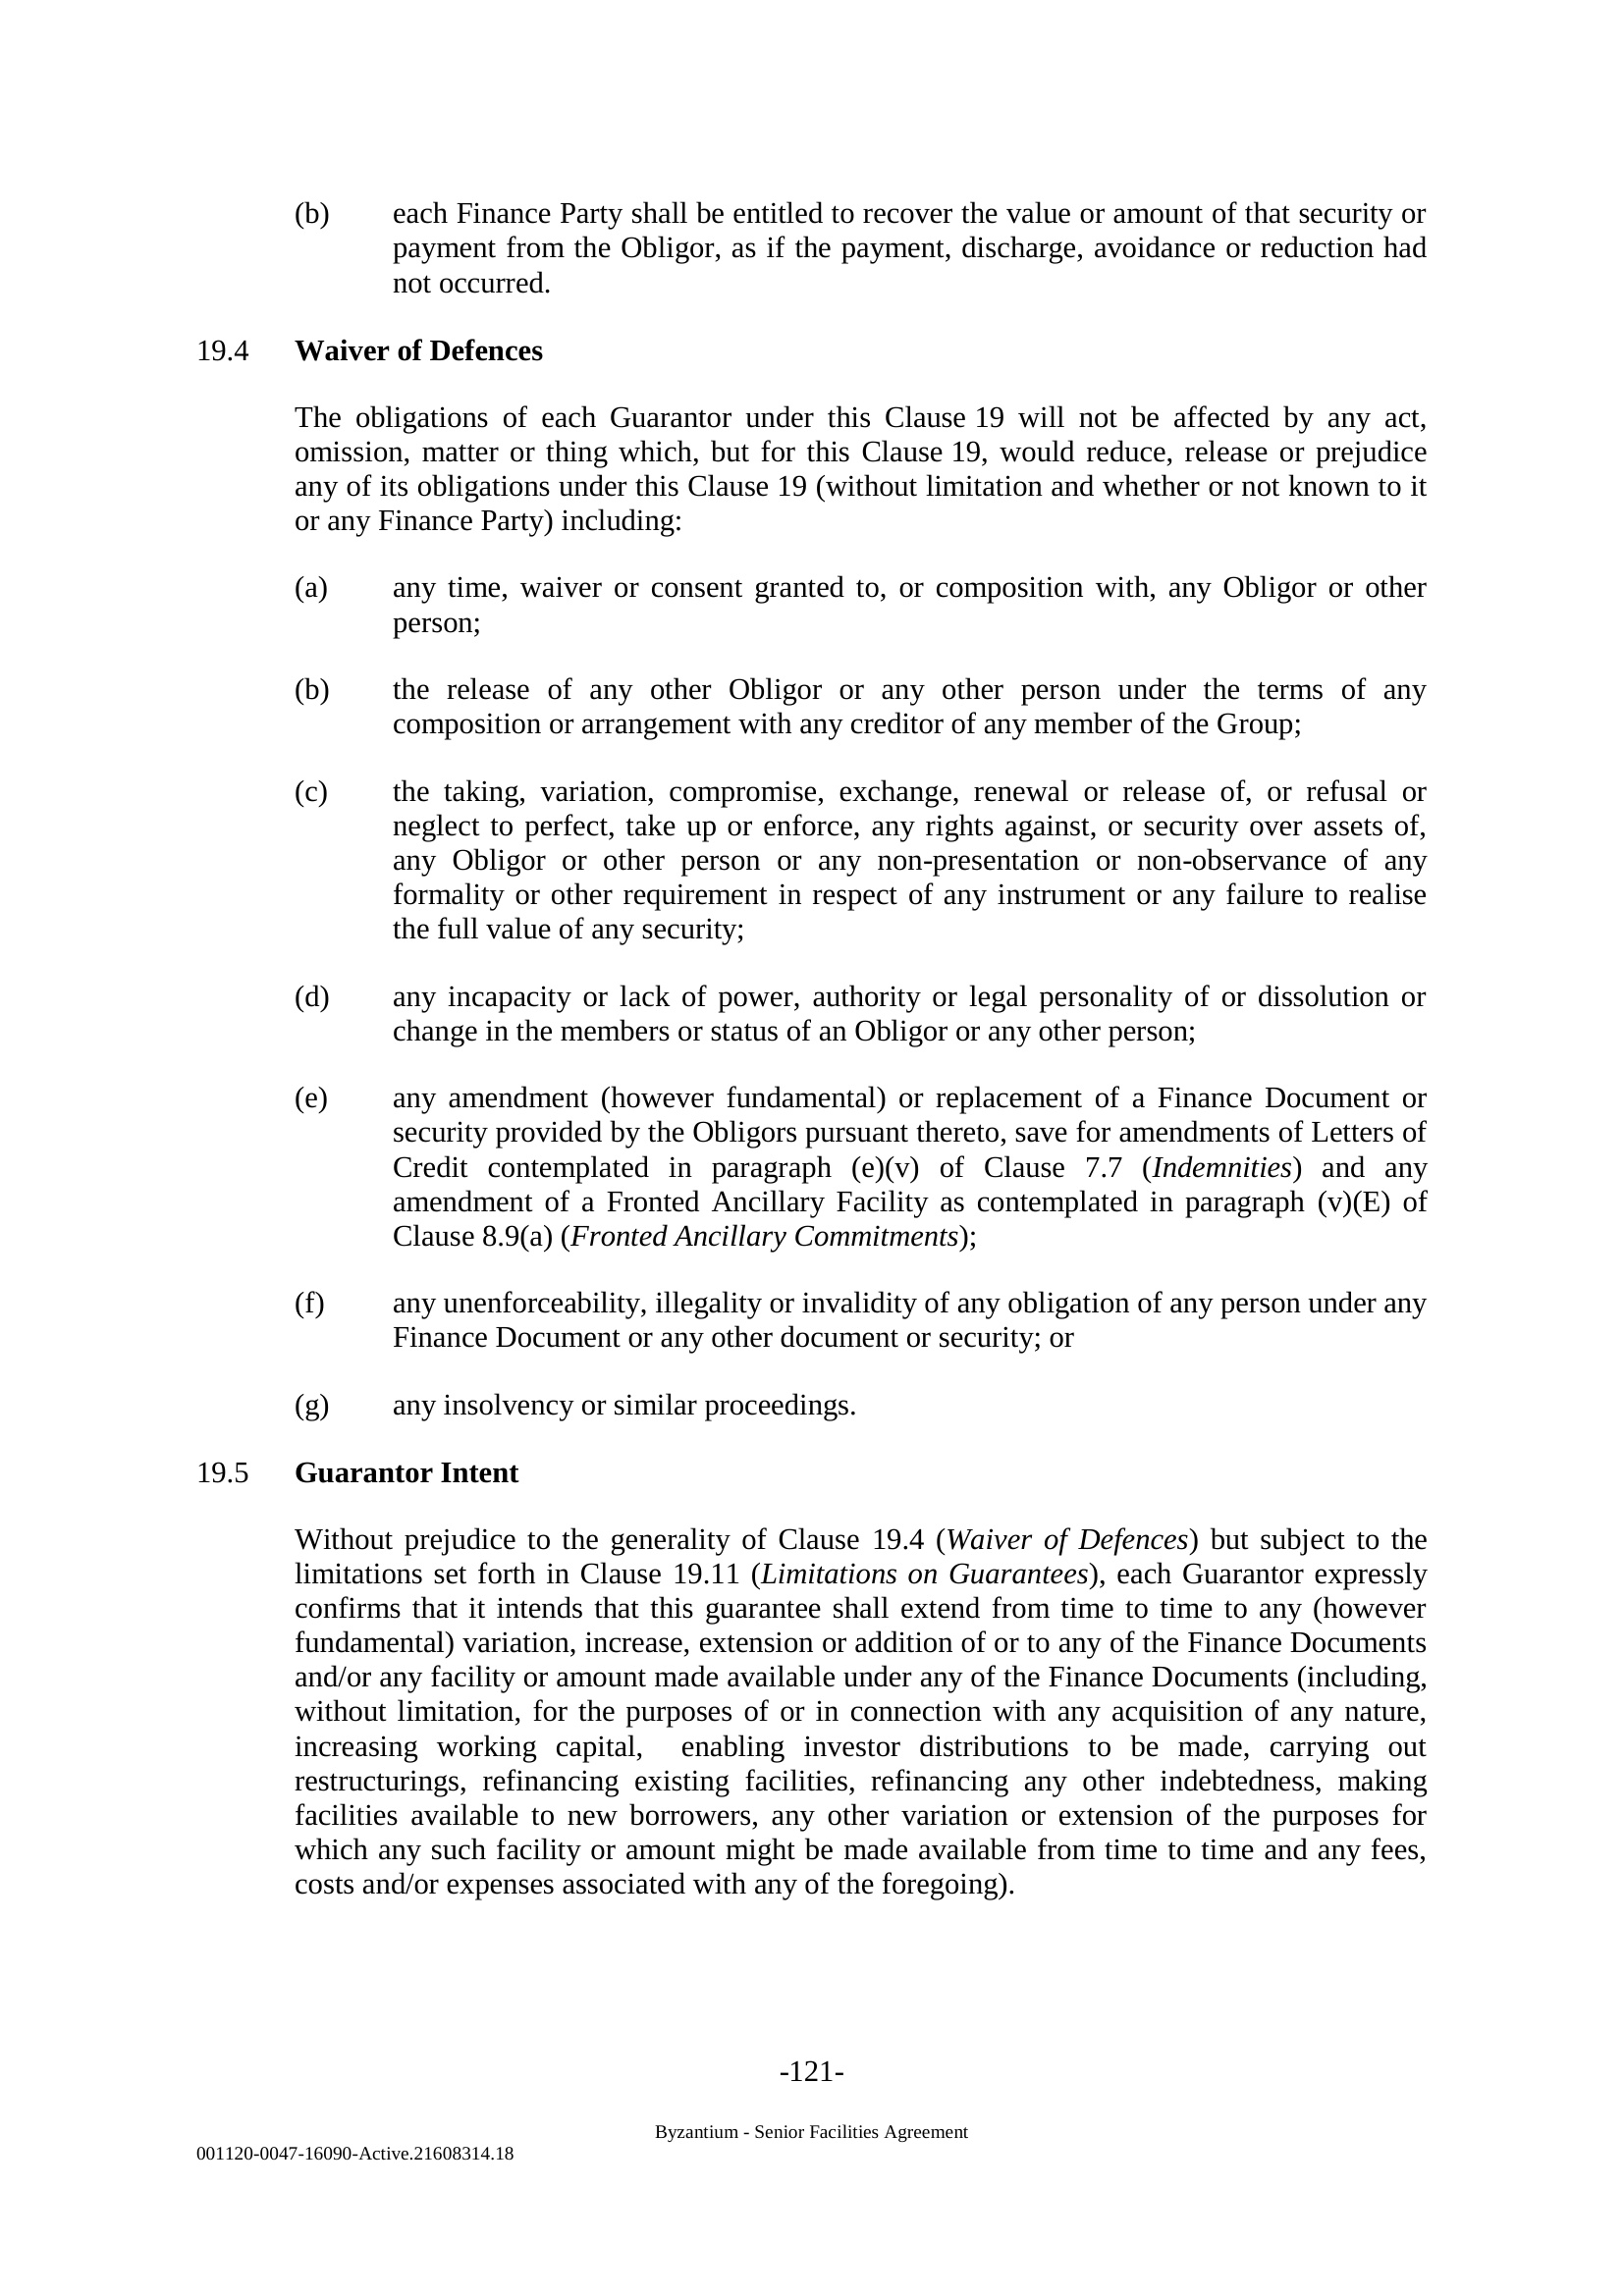 (b) each Finance Party shall be entitled to recover the value or amount of that security or
payment from the Obligor, as if the payment, discharge, avoidance or reduction had
not occurred.
19.4 Waiver of Defences
The obligations of each Guarantor under this Clause 19 will not be affected by any act,
omission, matter or thing which, but for this Clause 19, would reduce, release or prejudice
any of its obligations under this Clause 19 (without limitation and whether or not known to it
or any Finance Party) including:
(a) any time, waiver or consent granted to, or composition with, any Obligor or other
person;
(b) the release of any other Obligor or any other person under the terms of any
composition or arrangement with any creditor of any member of the Group;
(c) the taking, variation, compromise, exchange, renewal or release of, or refusal or
neglect to perfect, take up or enforce, any rights against, or security over assets of,
any Obligor or other person or any non-presentation or non-observance of any
formality or other requirement in respect of any instrument or any failure to realise
the full value of any security;
(d) any incapacity or lack of power, authority or legal personality of or dissolution or
change in the members or status of an Obligor or any other person;
(e) any amendment (however fundamental) or replacement of a Finance Document or
security provided by the Obligors pursuant thereto, save for amendments of Letters of
Credit contemplated in paragraph (e)(v) of Clause 7.7 (Indemnities) and any
amendment of a Fronted Ancillary Facility as contemplated in paragraph (v)(E) of
Clause 8.9(a) (Fronted Ancillary Commitments);
(f) any unenforceability, illegality or invalidity of any obligation of any person under any
Finance Document or any other document or security; or
(g) any insolvency or similar proceedings.
19.5 Guarantor Intent
Without prejudice to the generality of Clause 19.4 (Waiver of Defences) but subject to the
limitations set forth in Clause 19.11 (Limitations on Guarantees), each Guarantor expressly
confirms that it intends that this guarantee shall extend from time to time to any (however
fundamental) variation, increase, extension or addition of or to any of the Finance Documents
and/or any facility or amount made available under any of the Finance Documents (including,
without limitation, for the purposes of or in connection with any acquisition of any nature,
increasing working capital, enabling investor distributions to be made, carrying out
restructurings, refinancing existing facilities, refinancing any other indebtedness, making
facilities available to new borrowers, any other variation or extension of the purposes for
which any such facility or amount might be made available from time to time and any fees,
costs and/or expenses associated with any of the foregoing).
-121-
Byzantium - Senior Facilities Agreement
001120-0047-16090-Active.21608314.18